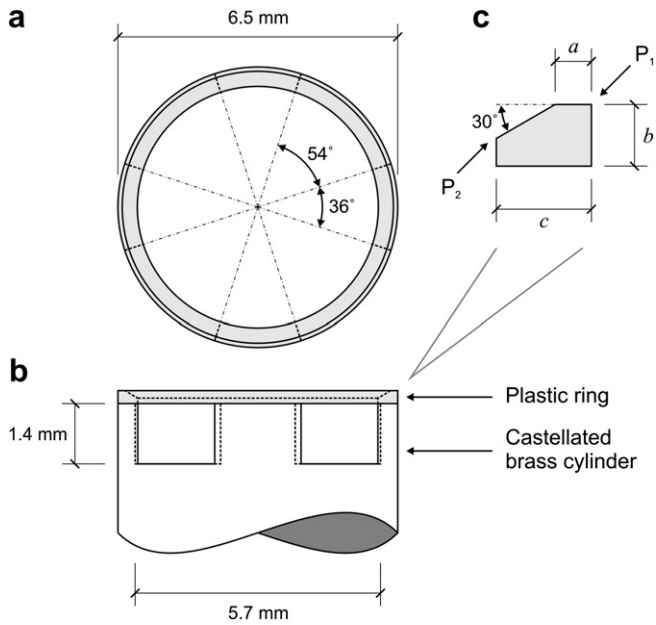 a
6.5 mm
c
a
P1
54°
36°
30°
b
P2
c
b
1.4 mm
Plastic ring
Castellated
brass cylinder
5.7 mm